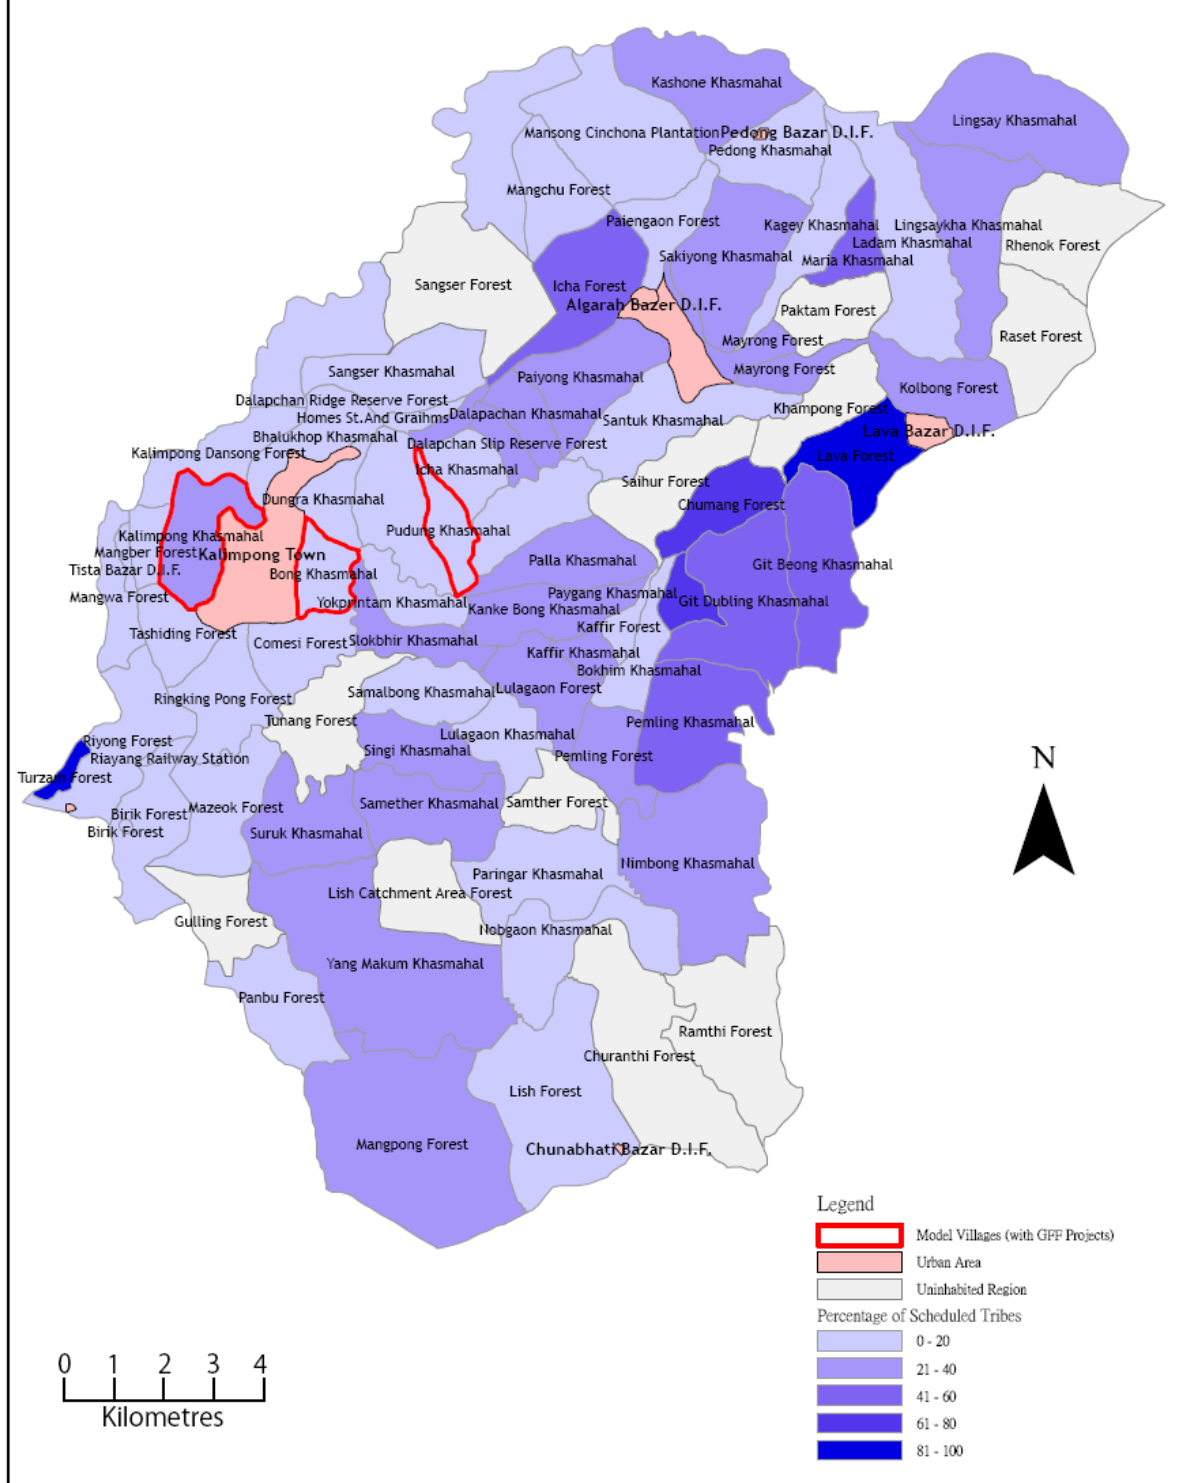 Kashone Khasmahal
Lingsay Khasmahal
Mansong Cinchona Plantation
Pedong Bazar D.I.F.
Pedong Khasmahal
Mangchu Forest
Paiengaon Forest
Kagey Khasmahal
Lingsaykha Khasmahal
Ladam Khasmahal
Rhenok Forest
Sakiyong Khasmahal
Maria Khasmahal
Sangser Forest
Icha Forest
Algarah Bazer D.I.F.
Paktam Forest
Raset Forest
Mayrong Forest
Sangser Khasmahal
Paiyong Khasmahal
Mayrong Forest
Kolbong Forest
Dalapchan Ridge Reserve Forest
Khampong Forest
Homes St.And Graihms
Dalapachan Khasmahal
Santuk Khasmahal
Bhalukhop Khasmahal
Lava Bazar D.I.F.
Dalapchan Slip Reserve Forest
Kalimpong Dansong Forest
Lava Forest
Icha Khasmahal
Saihur Forest
Dungra Khasmahal
Chumang Forest
Pudung Khasmahal
Kalimpong Khasmahal
Mangber Forest
Kalimpong Town
Palla Khasmahal
Git Beong Khasmahal
Tista Bazar D.I.F.
Bong Khasmahal
Mangwa Forest
Paygang Khasmahal
Yokprintam Khasmahal
Git Dubling Khasmahal
Kanke Bong Khasmahal
Kaffir Forest
Tashiding Forest
Comesi Forest
Slokbhir Khasmahal
Kaffir Khasmahal
Bokhim Khasmahal
Ringking Pong Forest
Samalbong Khasmahal
Lulagaon Forest
Tunang Forest
Pemling Khasmahal
Lulagaon Khasmahal
Riyong Forest
Singi Khasmahal
Pemling Forest
Riayang Railway Station
Turzam Forest
Samether Khasmahal
Samther Forest
Mazeok Forest
Birik Forest
Birik Forest
Suruk Khasmahal
Nimbong Khasmahal
Paringar Khasmahal
Lish Catchment Area Forest
Gulling Forest
Nobgaon Khasmahal
Yang Makum Khasmahal
Panbu Forest
Ramthi Forest
Churanthi Forest
Lish Forest
Mangpong Forest
Chunabhati Bazar D.I.F.
N
Legend
Model Villages (with GFF Projects)
Urban Area
Uninhabited Region
Percentage of Scheduled Tribes
0 - 20
21 - 40
41 - 60
61 - 80
81 - 100
0 1 2 3 4
Kilometres